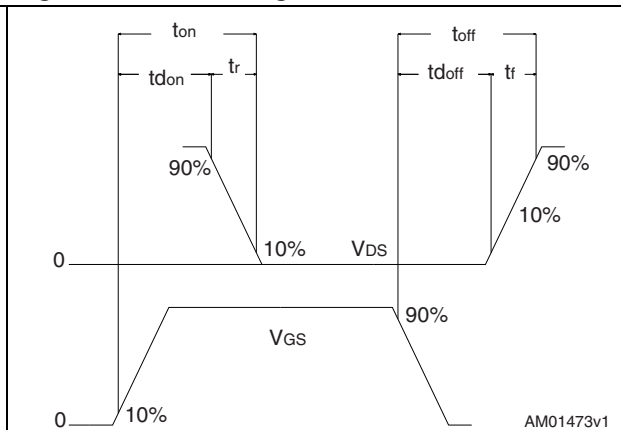 ton toff
tdon tr tdoff tf
90% 90%
10%
10% VDS
0
90%
VGS
10%
0 AM01473v1